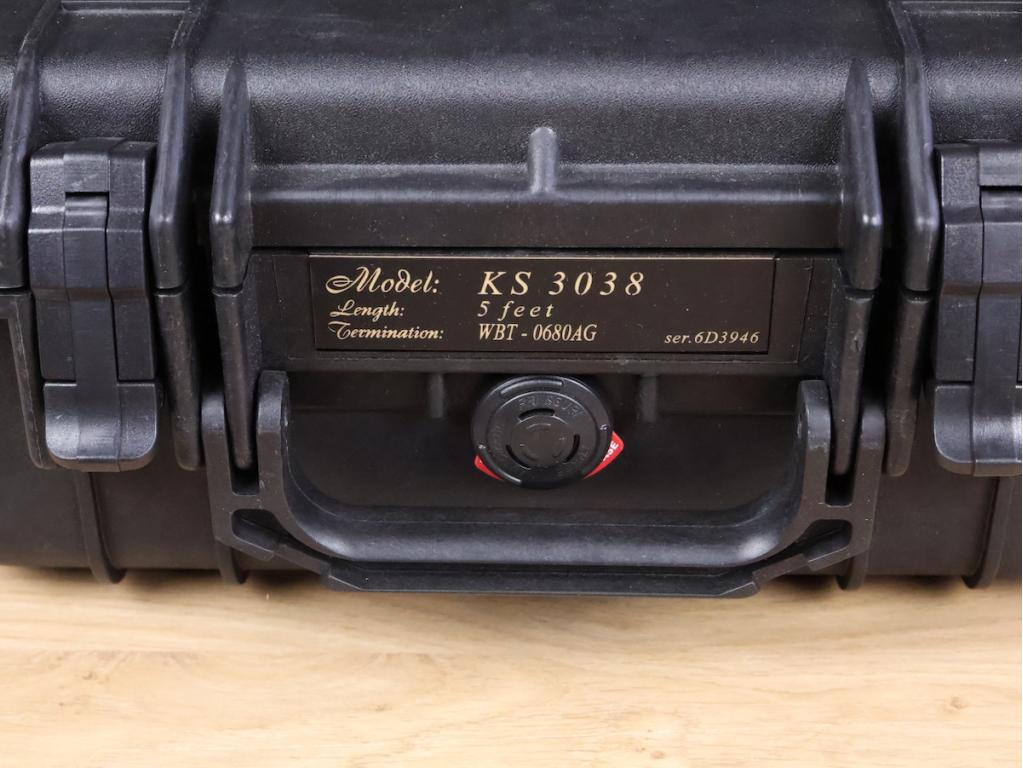 Model: KS 3038
Length: 5 feet
Termination: WBT - 0680AG
ser.6D3946